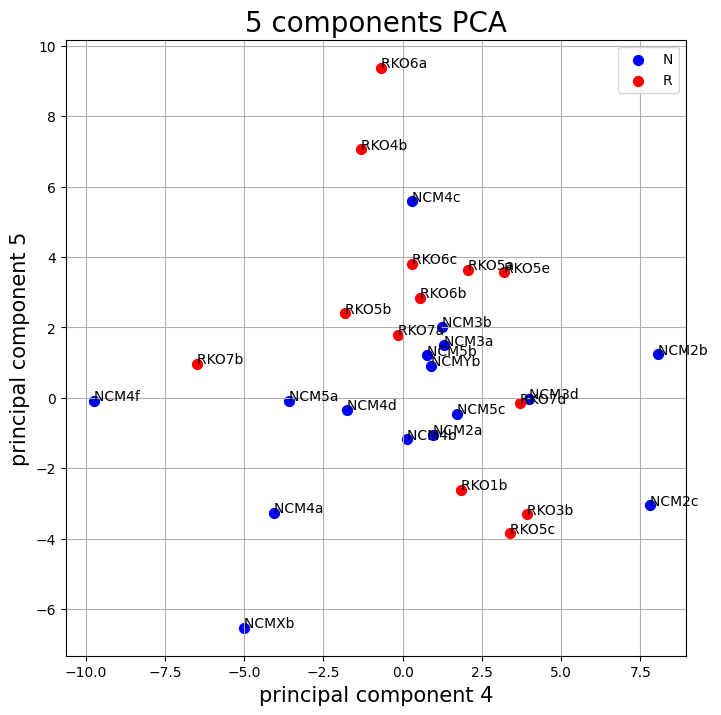 5 components PCA
N
R
10
8
6
4
2
0
−2
−4
−6
−10.0
−7.5
−5.0
−2.5
0.0
2.5
5.0
7.5
principal component 5
principal component 4
RKO6a
RKO4b
NCM4c
RKO6c
RKO5a
RKO5e
RKO6b
RKO5b
NCM3b
RKO7a
NCM3a
NCM5b
NCM2b
RKO7b
NCMYb
NCM4f
NCM5a
NCM3d
RKO7d
NCM4d
NCM5c
NCM2a
NCM4b
RKO1b
NCM2c
NCM4a
RKO3b
RKO5c
NCMXb